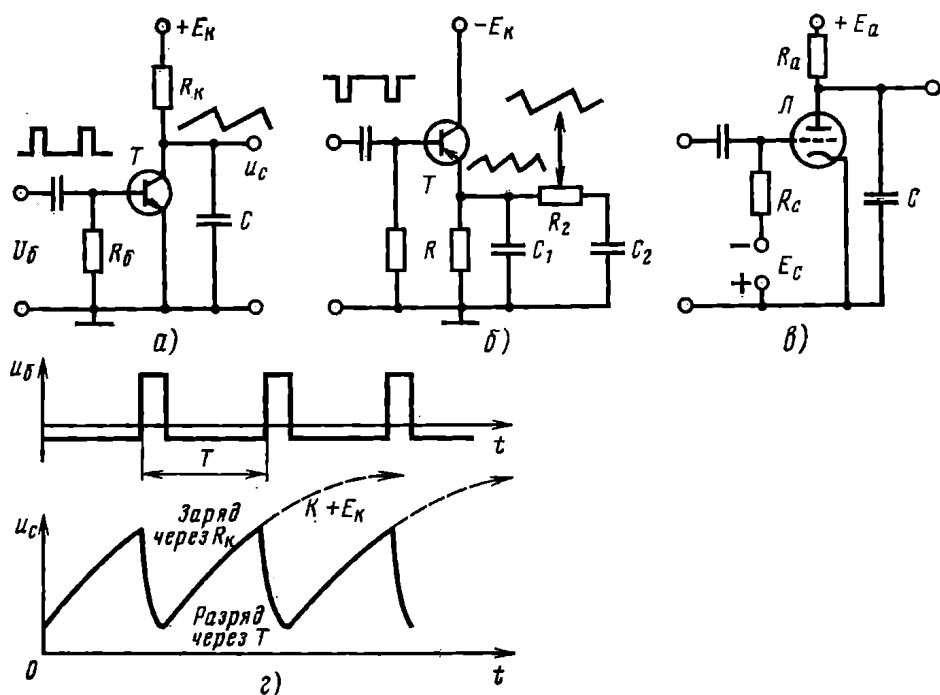 +Eк
Rк
T
uc
C
Uб
Rб
а)
−Eк
T
R
C1
R2
C2
б)
+Ea
Ra
Л
Rc
−
+
Ec
C
в)
uб
t
T
uc
Заряд
через Rк
К +Eк
Разряд
через T
0
t
г)